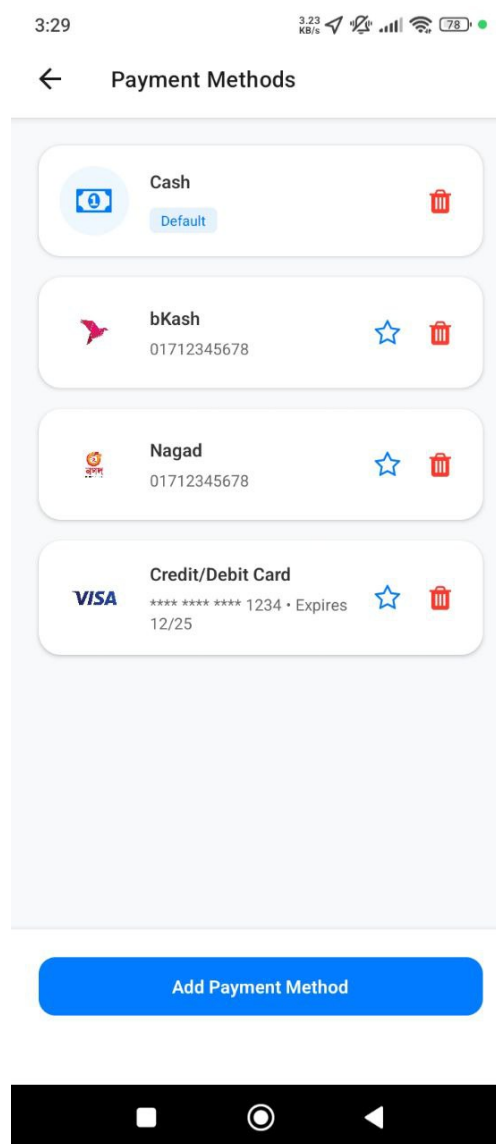 3:29
3.23
KB/s
78
Payment Methods
Cash
Default
bKash
01712345678
নগদ
Nagad
01712345678
VISA
Credit/Debit Card
**** **** **** 1234 • Expires
12/25
Add Payment Method